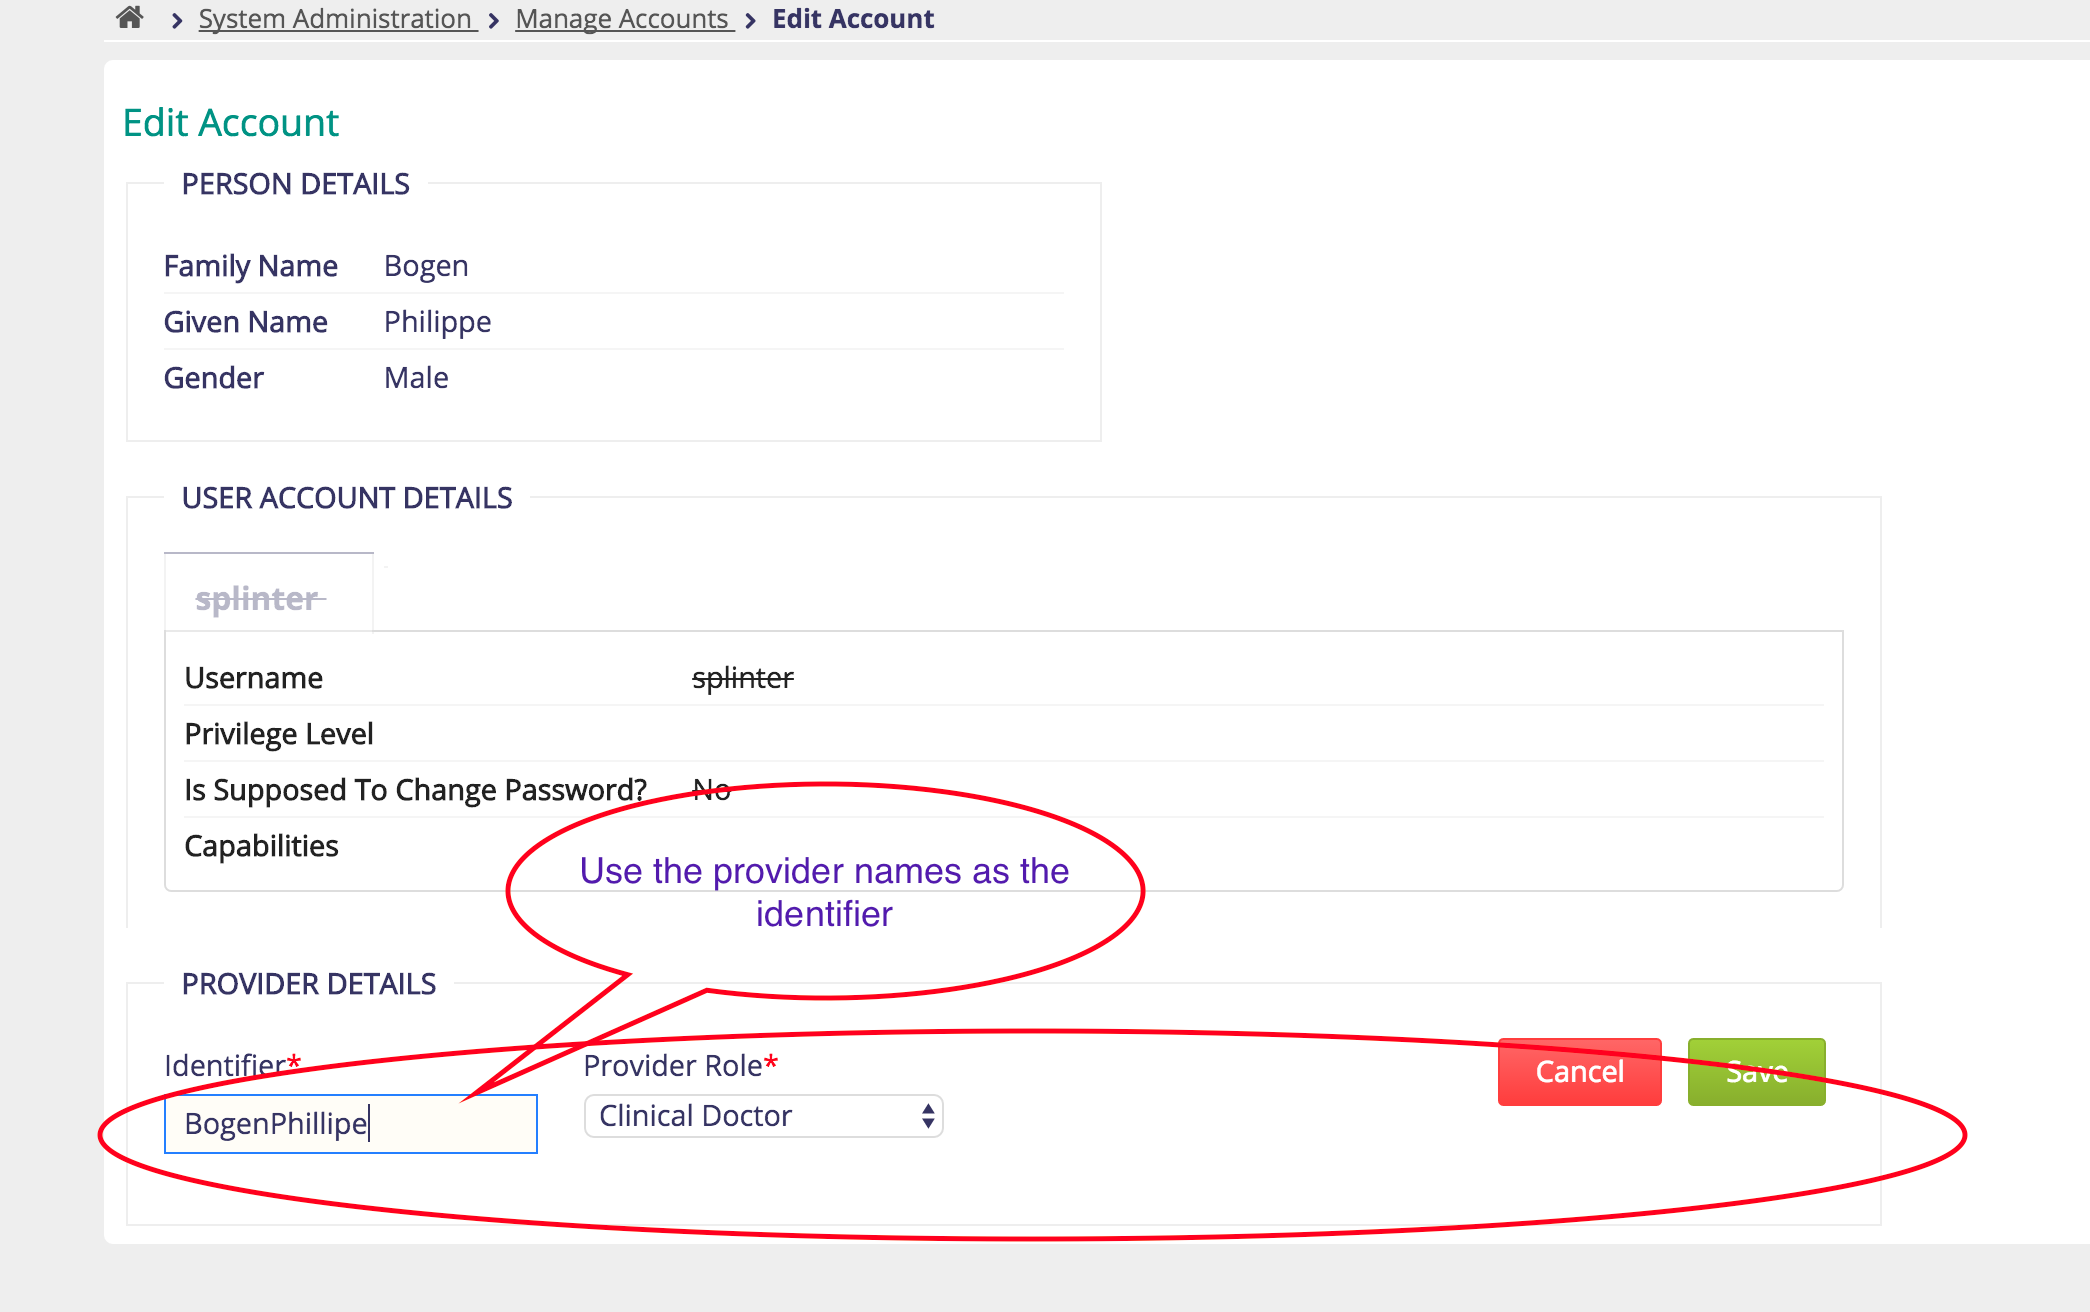 System Administration > Manage Accounts > Edit Account
Edit Account
PERSON DETAILS
Family Name Bogen
Given Name Philippe
Gender Male
USER ACCOUNT DETAILS
splinter
Username splinter
Privilege Level
Is Supposed To Change Password? No
Capabilities
Use the provider names as the
identifier
PROVIDER DETAILS
Identifier* Provider Role* Cancel Save
BogenPhillipe Clinical Doctor